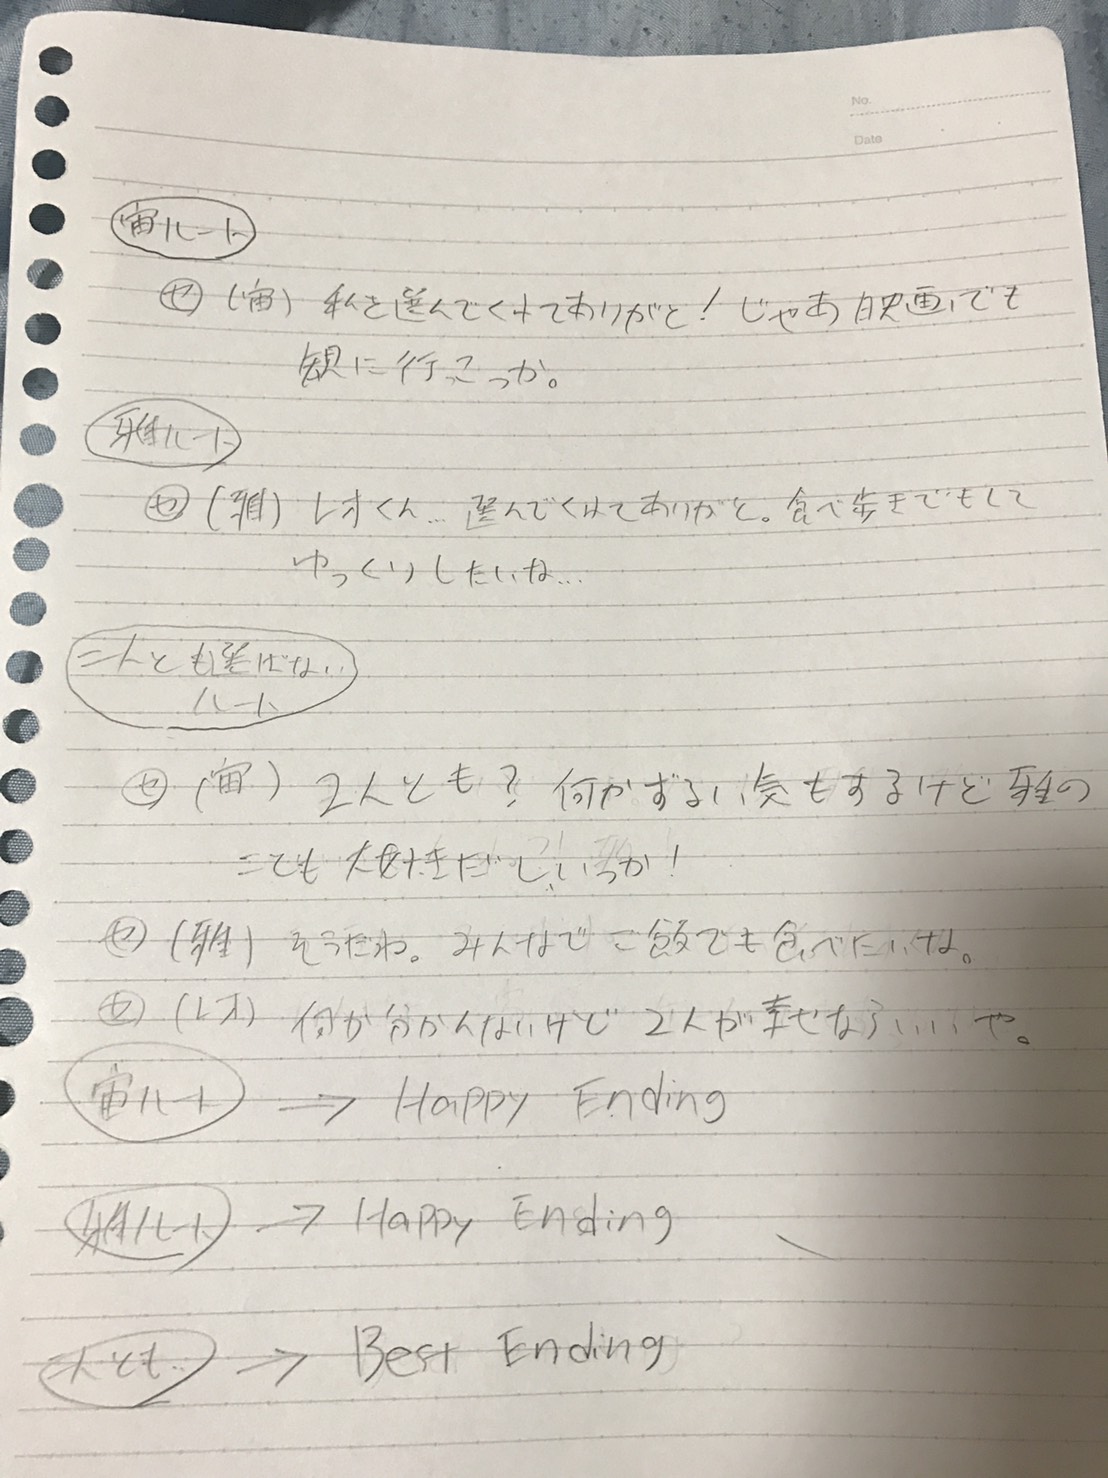 No.
Date
宙ルート
セ (宙) 私を選んでくれてありがと！じゃあ映画でも
観に行こっか。
雅ルート
セ (雅) レオくん… 選んでくれてありがと。食べ歩きでもして
ゆっくりしたいな…
二人とも選ばない
ルート
セ (宙) 2人とも？何かずるい気もするけど雅の
ことも大好きだしいっか！
セ (雅) そうだね。みんなでご飯でも食べたいな。
セ (レオ) 何か分かんないけど2人が幸せならいいや。
宙ルート → Happy Ending
雅ルート → Happy Ending
二人とも… → Best Ending